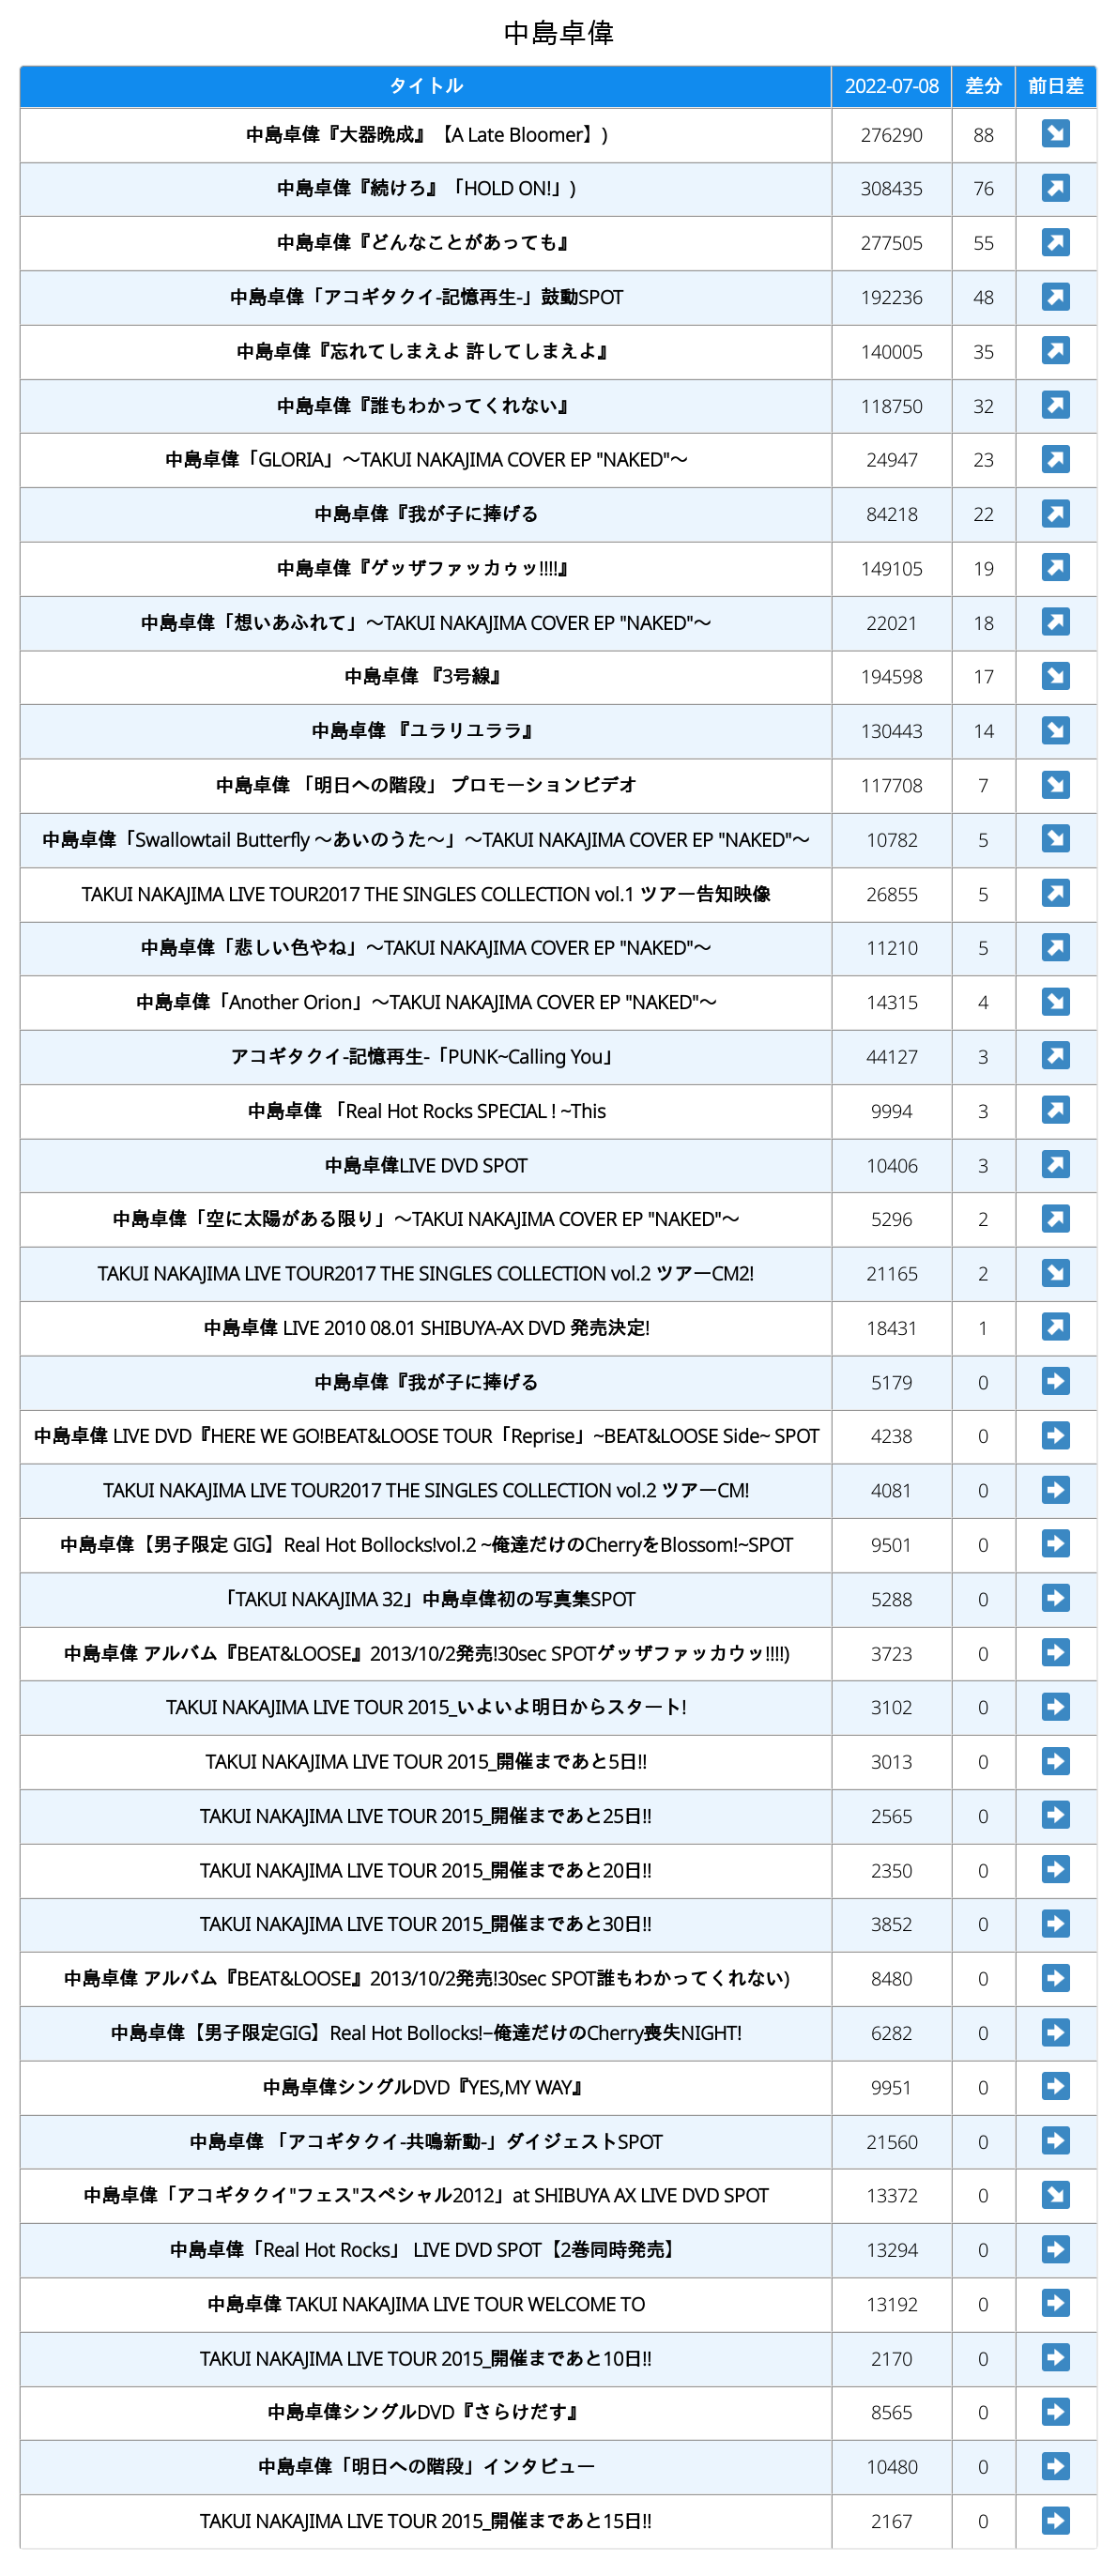 中島卓偉
タイトル 2022-07-08 差分 前日差
中島卓偉『大器晩成』【A Late Bloomer】) 276290 88 ↘
中島卓偉『続けろ』「HOLD ON!」) 308435 76 ↗
中島卓偉『どんなことがあっても』 277505 55 ↗
中島卓偉「アコギタクイ-記憶再生-」鼓動SPOT 192236 48 ↗
中島卓偉『忘れてしまえよ 許してしまえよ』 140005 35 ↗
中島卓偉『誰もわかってくれない』 118750 32 ↗
中島卓偉「GLORIA」〜TAKUI NAKAJIMA COVER EP "NAKED"〜 24947 23 ↗
中島卓偉『我が子に捧げる 84218 22 ↗
中島卓偉『ゲッザファッカゥッ!!!!』 149105 19 ↗
中島卓偉「想いあふれて」〜TAKUI NAKAJIMA COVER EP "NAKED"〜 22021 18 ↗
中島卓偉 『3号線』 194598 17 ↘
中島卓偉 『ユラリユララ』 130443 14 ↘
中島卓偉 「明日への階段」 プロモーションビデオ 117708 7 ↘
中島卓偉「Swallowtail Butterfly 〜あいのうた〜」〜TAKUI NAKAJIMA COVER EP "NAKED"〜 10782 5 ↘
TAKUI NAKAJIMA LIVE TOUR2017 THE SINGLES COLLECTION vol.1 ツアー告知映像 26855 5 ↗
中島卓偉「悲しい色やね」〜TAKUI NAKAJIMA COVER EP "NAKED"〜 11210 5 ↗
中島卓偉「Another Orion」〜TAKUI NAKAJIMA COVER EP "NAKED"〜 14315 4 ↘
アコギタクイ-記憶再生-「PUNK~Calling You」 44127 3 ↗
中島卓偉 「Real Hot Rocks SPECIAL ! ~This 9994 3 ↗
中島卓偉LIVE DVD SPOT 10406 3 ↗
中島卓偉「空に太陽がある限り」〜TAKUI NAKAJIMA COVER EP "NAKED"〜 5296 2 ↗
TAKUI NAKAJIMA LIVE TOUR2017 THE SINGLES COLLECTION vol.2 ツアーCM2! 21165 2 ↘
中島卓偉 LIVE 2010 08.01 SHIBUYA-AX DVD 発売決定! 18431 1 ↗
中島卓偉『我が子に捧げる 5179 0 →
中島卓偉 LIVE DVD『HERE WE GO!BEAT&LOOSE TOUR「Reprise」~BEAT&LOOSE Side~ SPOT 4238 0 →
TAKUI NAKAJIMA LIVE TOUR2017 THE SINGLES COLLECTION vol.2 ツアーCM! 4081 0 →
中島卓偉【男子限定 GIG】Real Hot Bollocks!vol.2 ~俺達だけのCherryをBlossom!~SPOT 9501 0 →
「TAKUI NAKAJIMA 32」中島卓偉初の写真集SPOT 5288 0 →
中島卓偉 アルバム『BEAT&LOOSE』2013/10/2発売!30sec SPOTゲッザファッカウッ!!!!) 3723 0 →
TAKUI NAKAJIMA LIVE TOUR 2015_いよいよ明日からスタート! 3102 0 →
TAKUI NAKAJIMA LIVE TOUR 2015_開催まであと5日!! 3013 0 →
TAKUI NAKAJIMA LIVE TOUR 2015_開催まであと25日!! 2565 0 →
TAKUI NAKAJIMA LIVE TOUR 2015_開催まであと20日!! 2350 0 →
TAKUI NAKAJIMA LIVE TOUR 2015_開催まであと30日!! 3852 0 →
中島卓偉 アルバム『BEAT&LOOSE』2013/10/2発売!30sec SPOT誰もわかってくれない) 8480 0 →
中島卓偉【男子限定GIG】Real Hot Bollocks!−俺達だけのCherry喪失NIGHT! 6282 0 →
中島卓偉シングルDVD『YES,MY WAY』 9951 0 →
中島卓偉 「アコギタクイ-共鳴新動-」ダイジェストSPOT 21560 0 →
中島卓偉「アコギタクイ"フェス"スペシャル2012」at SHIBUYA AX LIVE DVD SPOT 13372 0 ↘
中島卓偉「Real Hot Rocks」 LIVE DVD SPOT【2巻同時発売】 13294 0 →
中島卓偉 TAKUI NAKAJIMA LIVE TOUR WELCOME TO 13192 0 →
TAKUI NAKAJIMA LIVE TOUR 2015_開催まであと10日!! 2170 0 →
中島卓偉シングルDVD『さらけだす』 8565 0 →
中島卓偉「明日への階段」インタビュー 10480 0 →
TAKUI NAKAJIMA LIVE TOUR 2015_開催まであと15日!! 2167 0 →